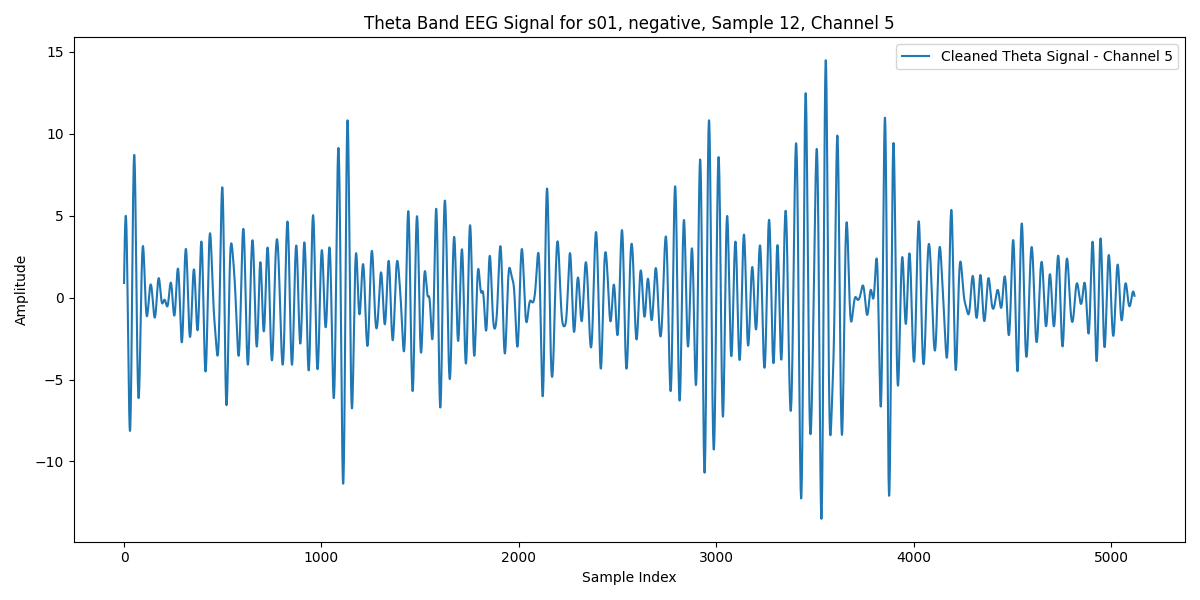 Theta Band EEG Signal for s01, negative, Sample 12, Channel 5
Cleaned Theta Signal - Channel 5
Amplitude
15
10
5
0
−5
−10
0 1000 2000 3000 4000 5000
Sample Index